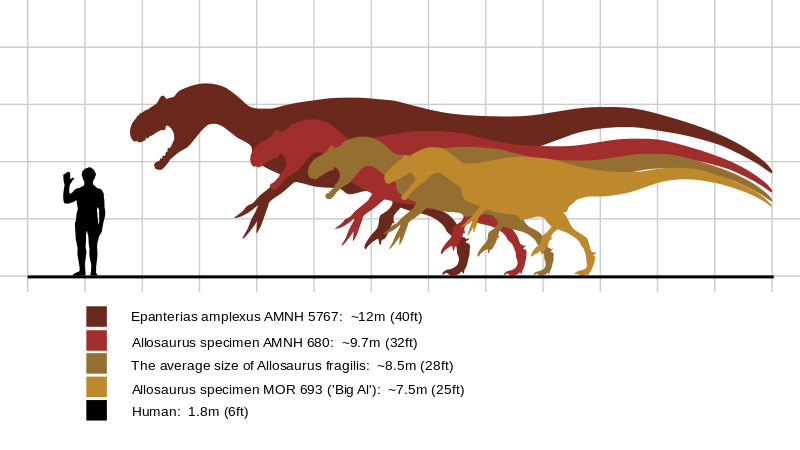 Epanterias amplexus AMNH 5767: ~12m (40ft)
Allosaurus specimen AMNH 680: ~9.7m (32ft)
The average size of Allosaurus fragilis: ~8.5m (28ft)
Allosaurus specimen MOR 693 ('Big Al'): ~7.5m (25ft)
Human: 1.8m (6ft)